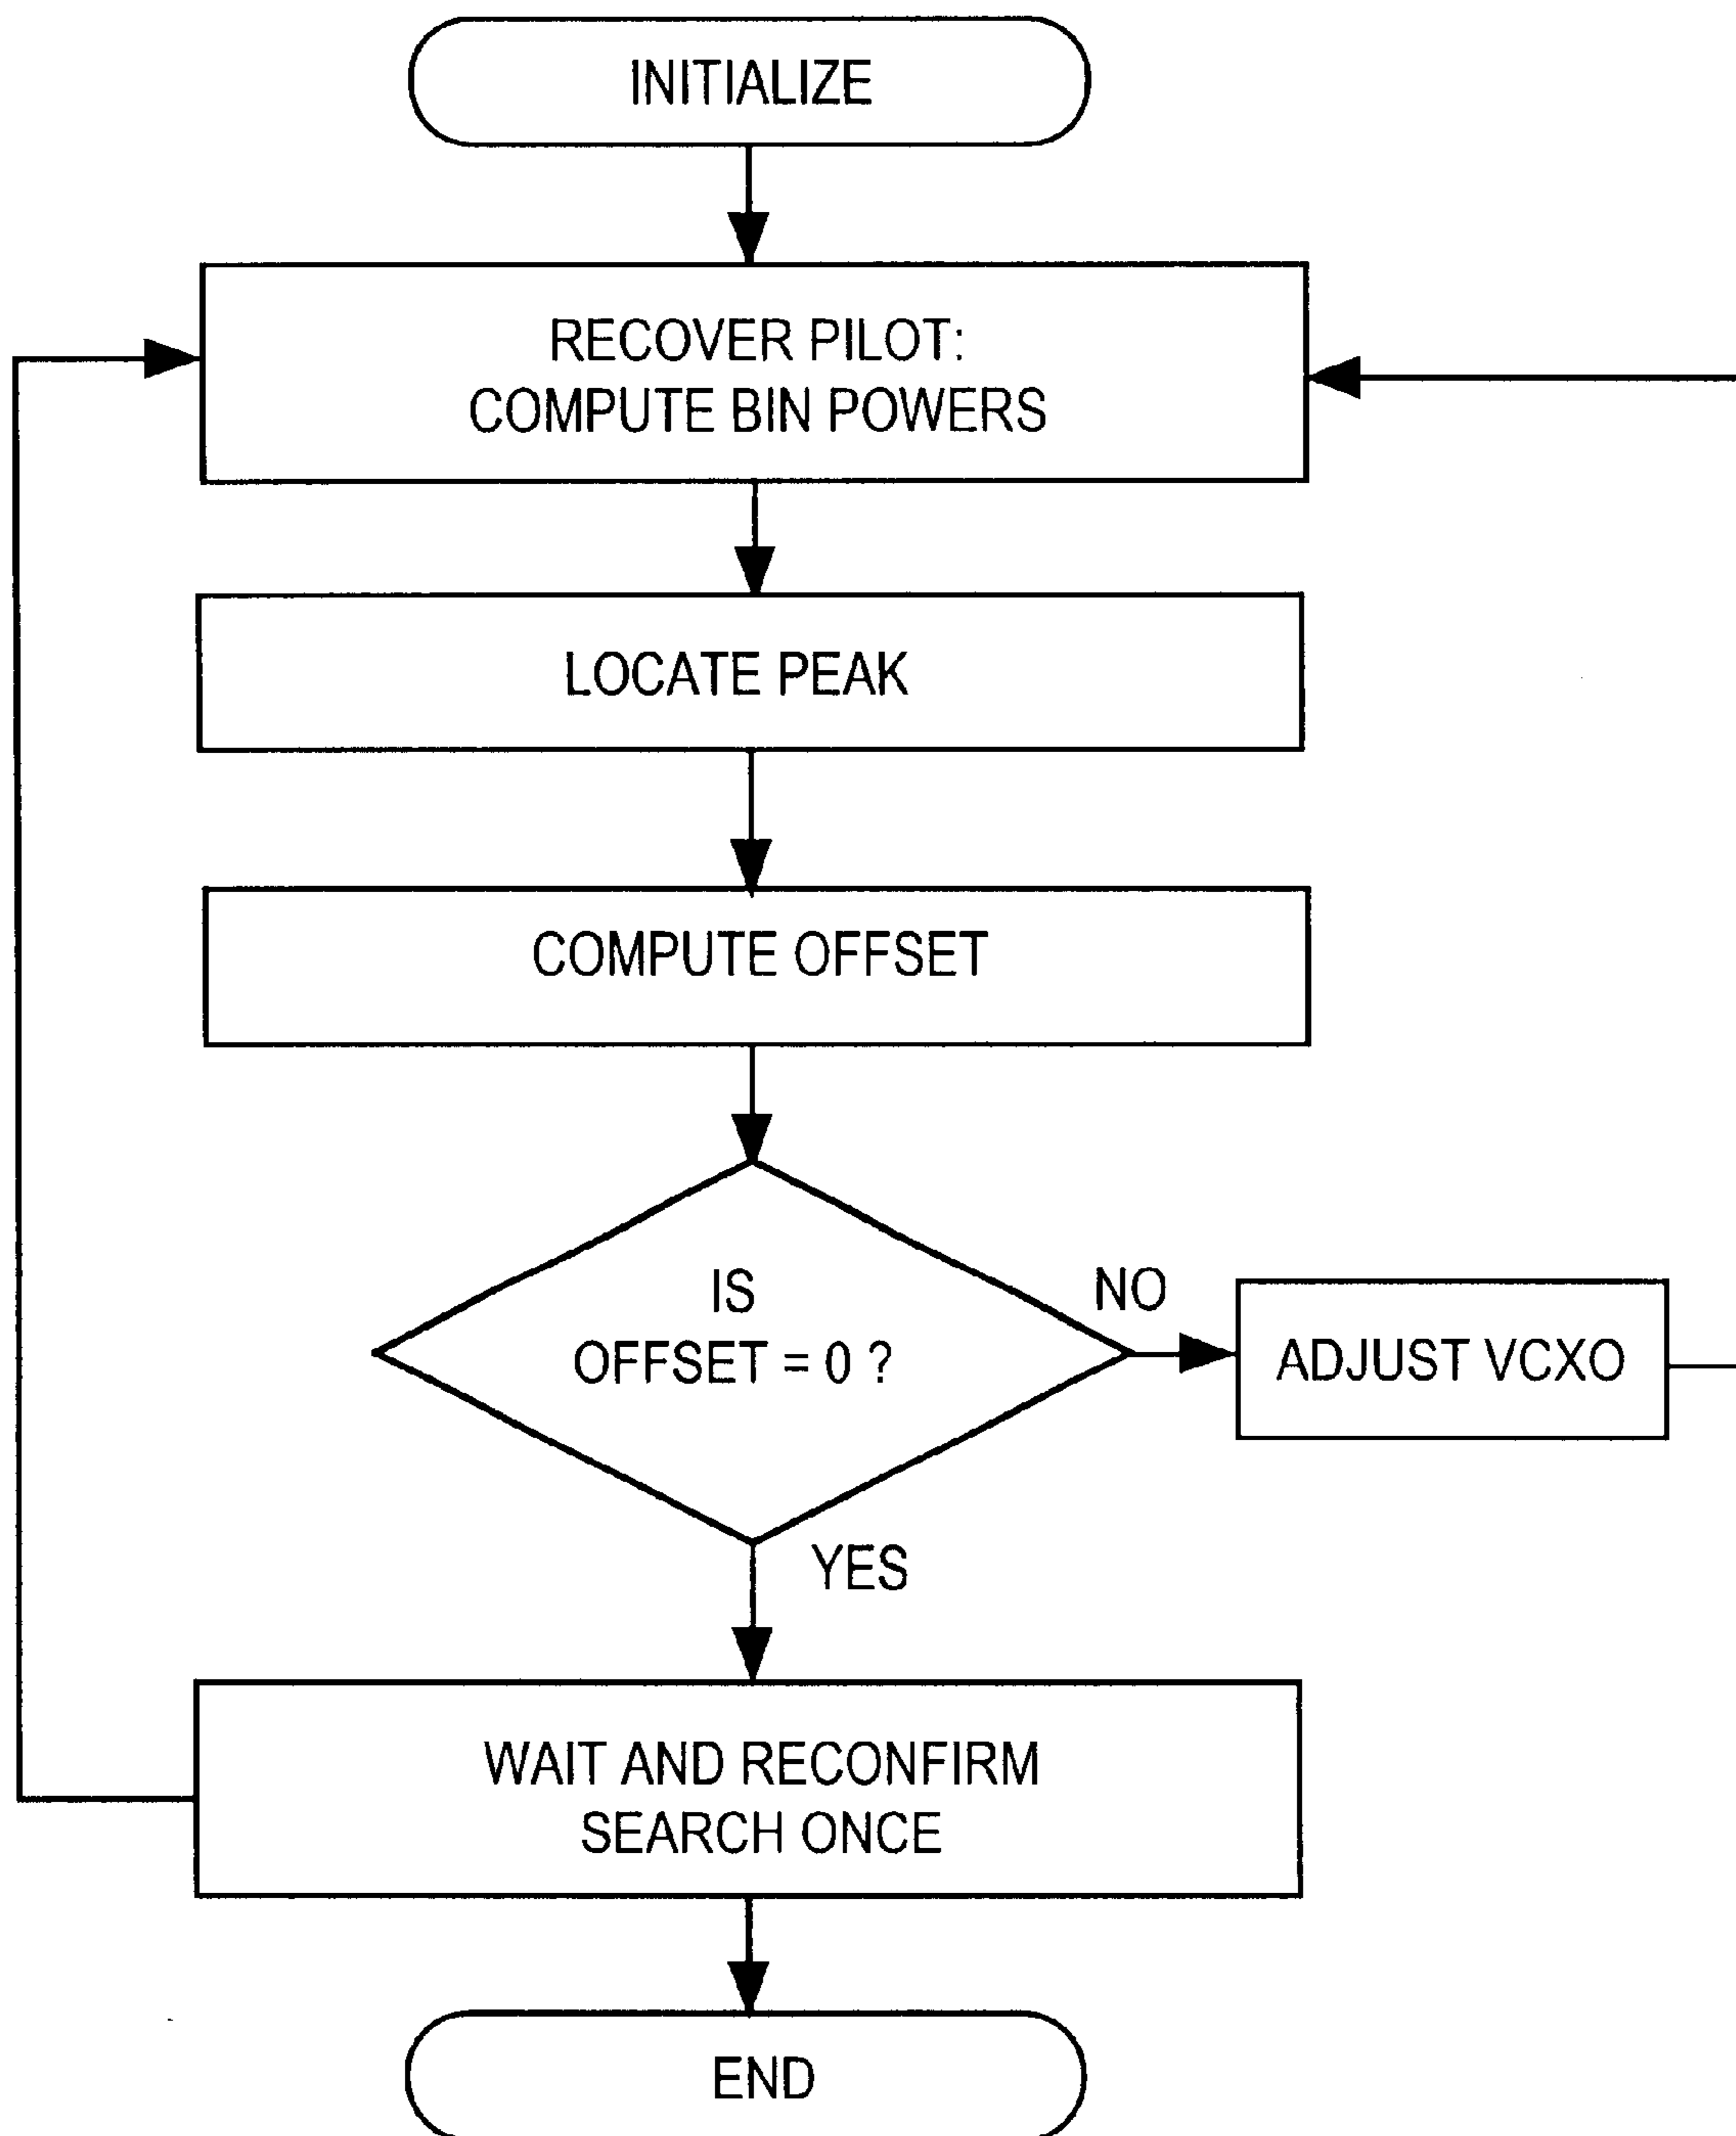 INITIALIZE
RECOVER PILOT:
COMPUTE BIN POWERS
LOCATE PEAK
COMPUTE OFFSET
IS
OFFSET = 0 ?
NO
ADJUST VCXO
YES
WAIT AND RECONFIRM
SEARCH ONCE
END